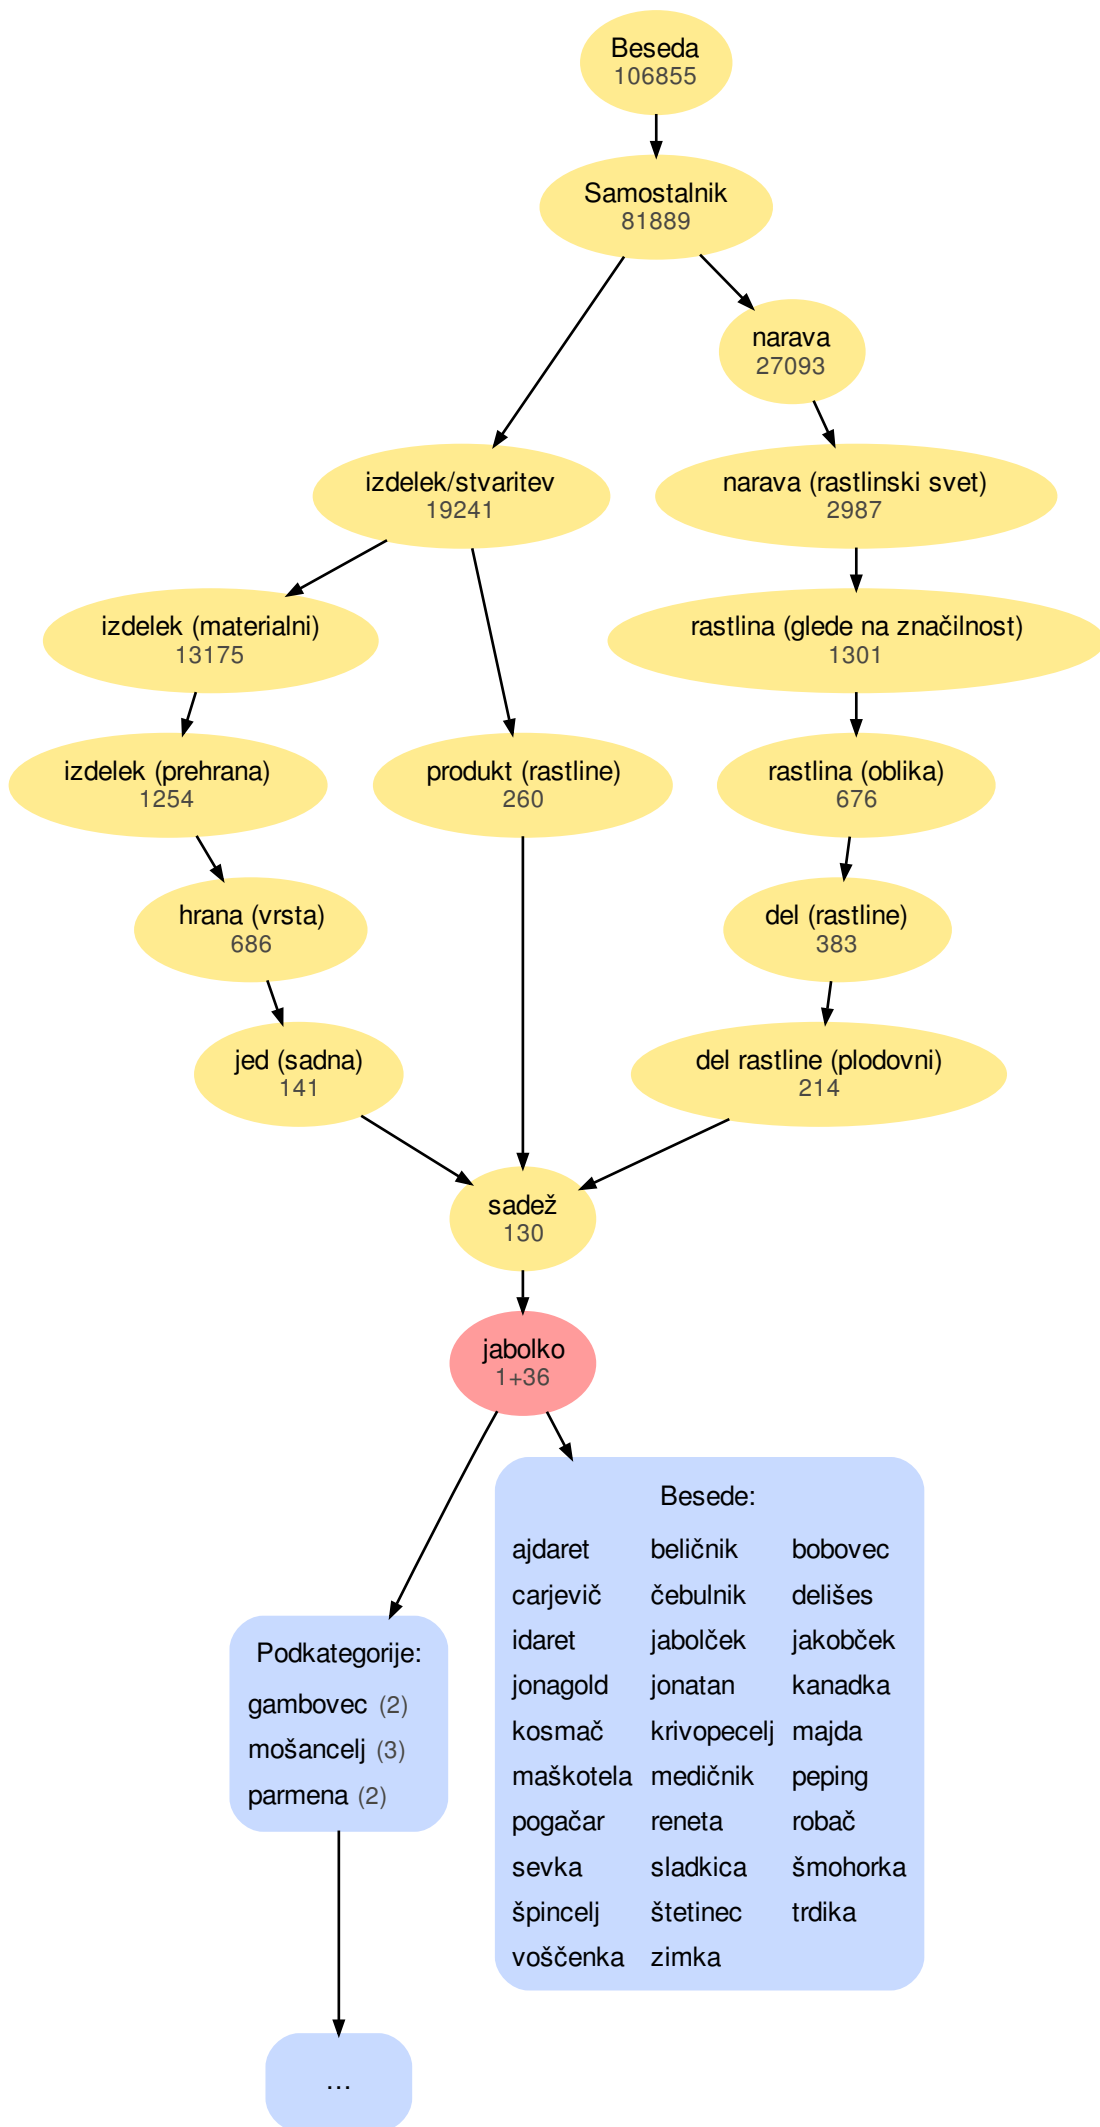 Beseda
106855
Samostalnik
81889
narava
27093
izdelek/stvaritev
19241
narava (rastlinski svet)
2987
izdelek (materialni)
13175
rastlina (glede na značilnost)
1301
izdelek (prehrana)
1254
produkt (rastline)
260
rastlina (oblika)
676
hrana (vrsta)
686
del (rastline)
383
jed (sadna)
141
del rastline (plodovni)
214
sadež
130
jabolko
1+36
Besede:
ajdaret beličnik bobovec
carjevič čebulnik delišes
idaret jabolček jakobček
jonagold jonatan kanadka
kosmač krivopecelj majda
maškotela medičnik peping
pogačar reneta robač
sevka sladkica šmohorka
špincelj štetinec trdika
voščenka zimka
Podkategorije:
gambovec (2)
mošancelj (3)
parmena (2)
...